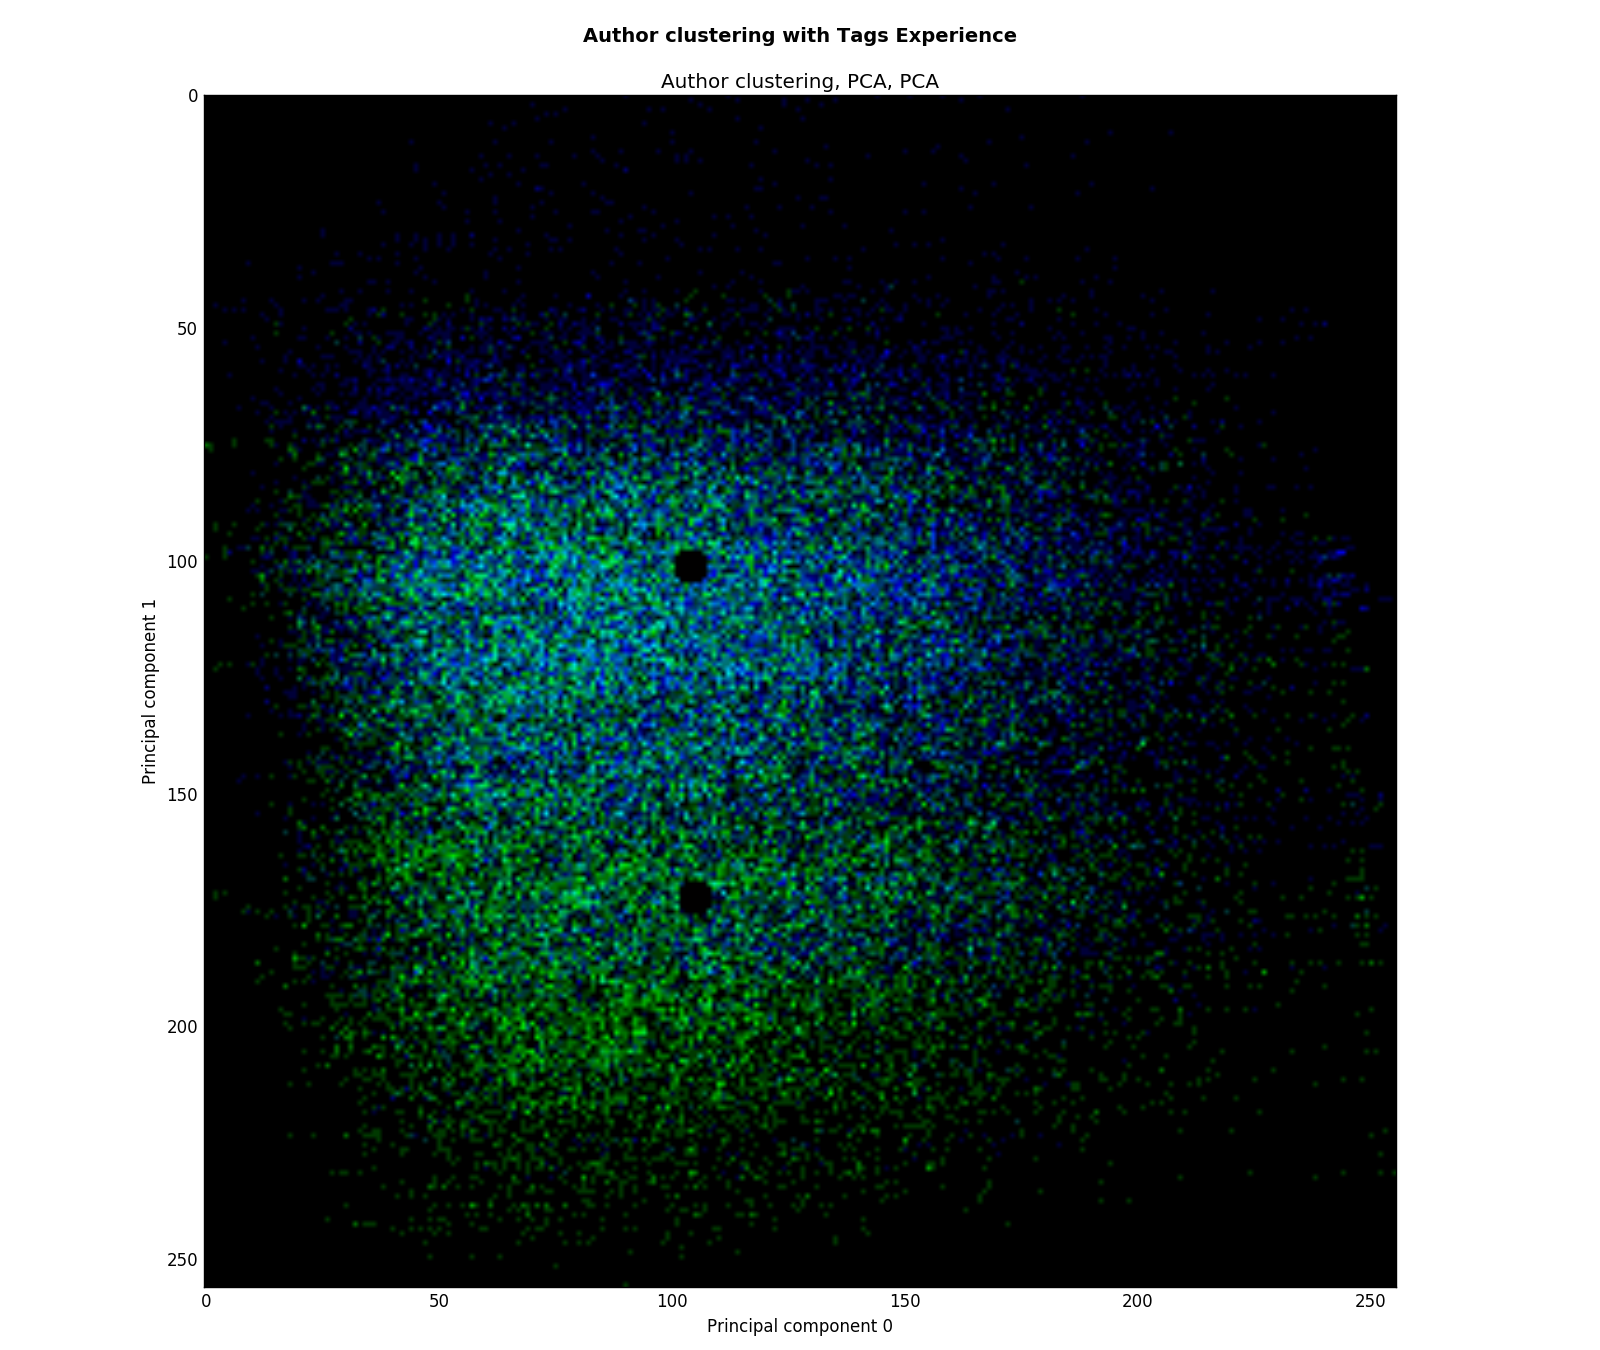 Author clustering with Tags Experience
Author clustering, PCA, PCA
0
50
100
150
200
250
Principal component 1
0 50 100 150 200 250
Principal component 0